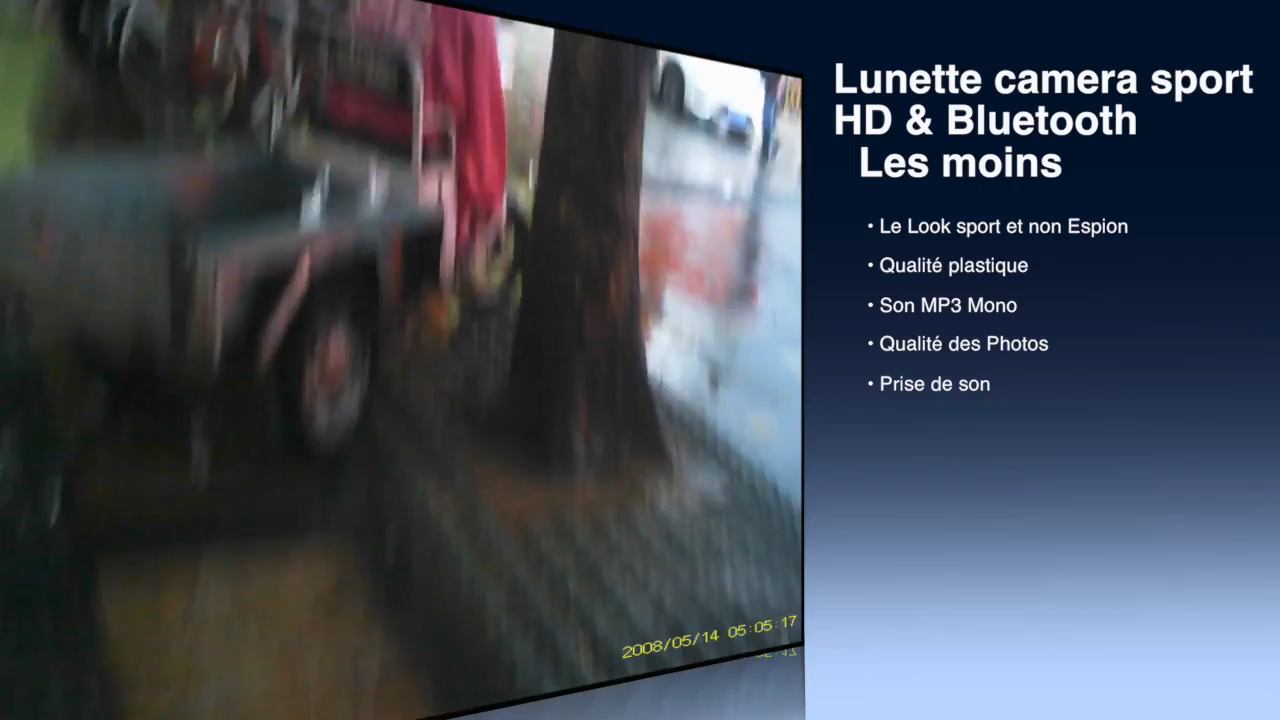 Lunette camera sport
HD & Bluetooth
Les moins
• Le Look sport et non Espion
• Qualité plastique
• Son MP3 Mono
• Qualité des Photos
• Prise de son
2008/05/14 05:05:17